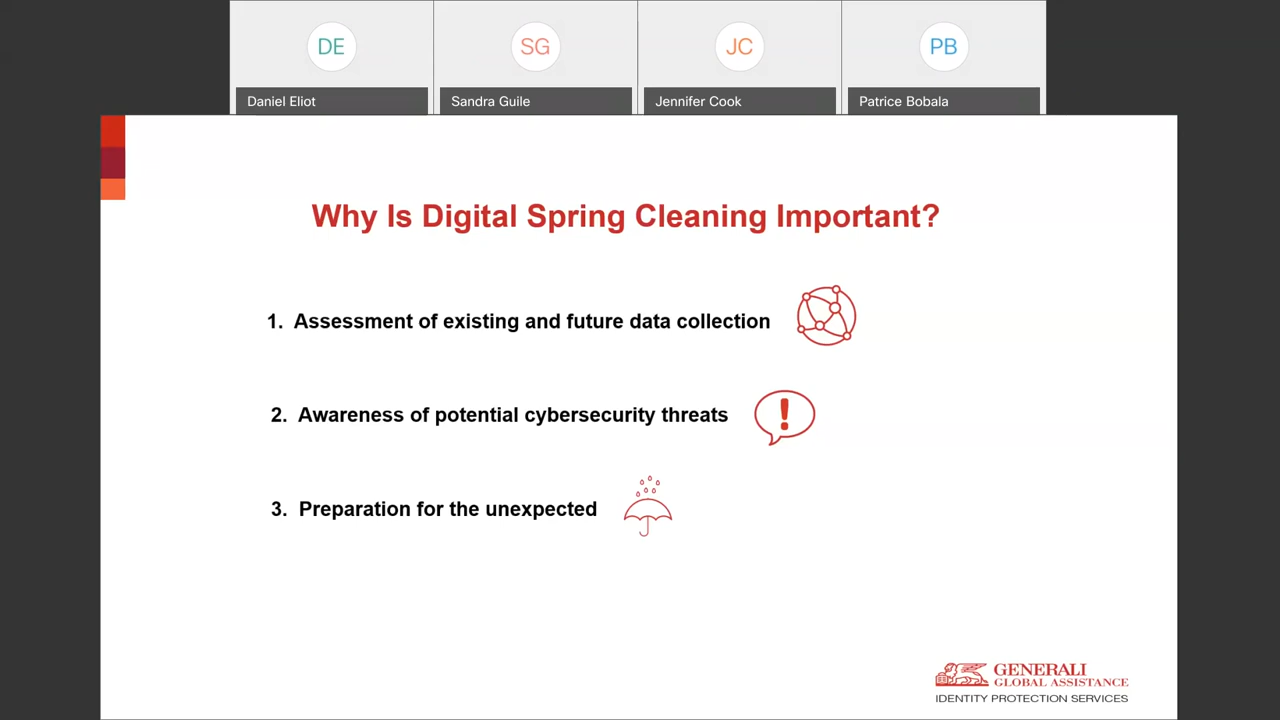 DE
SG
JC
PB
Daniel Eliot
Sandra Guile
Jennifer Cook
Patrice Bobala
Why Is Digital Spring Cleaning Important?
1. Assessment of existing and future data collection
2. Awareness of potential cybersecurity threats
3. Preparation for the unexpected
GENERALI
GLOBAL ASSISTANCE
IDENTITY PROTECTION SERVICES